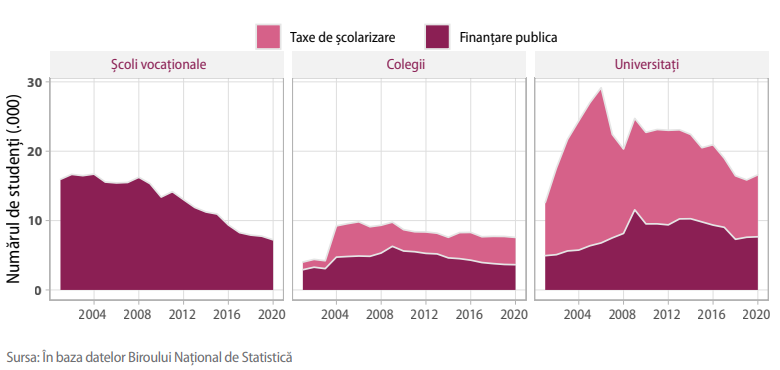 Taxe de școlarizare Finanțare publica
Școli vocaționale Colegii Universitați
Numărul de studenți (.000)
30
20
10
0
2004 2008 2012 2016 2020 2004 2008 2012 2016 2020 2004 2008 2012 2016 2020
Sursa: În baza datelor Biroului Național de Statistică